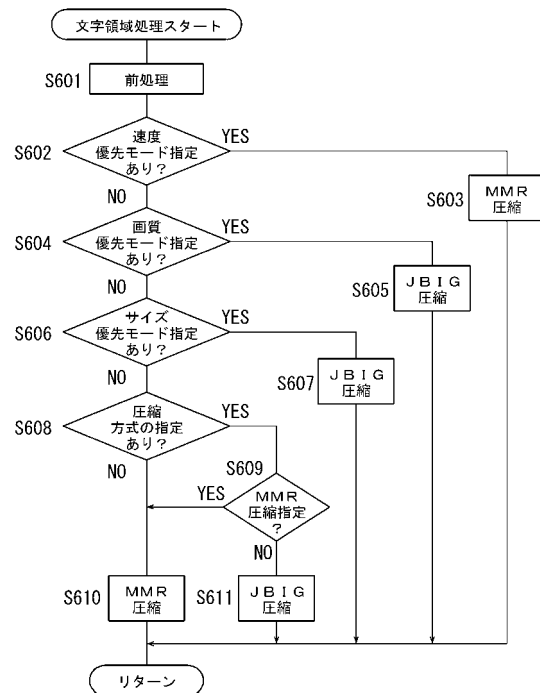 文字領域処理スタート
S601
前処理
S602
速度
優先モード指定
あり？
YES
NO
S603
ＭＭＲ
圧縮
S604
画質
優先モード指定
あり？
YES
NO
S605
ＪＢＩＧ
圧縮
S606
サイズ
優先モード指定
あり？
YES
NO
S607
ＪＢＩＧ
圧縮
S608
圧縮
方式の指定
あり？
YES
NO
S609
ＭＭＲ
圧縮指定
？
YES
NO
S610
ＭＭＲ
圧縮
S611
ＪＢＩＧ
圧縮
リターン